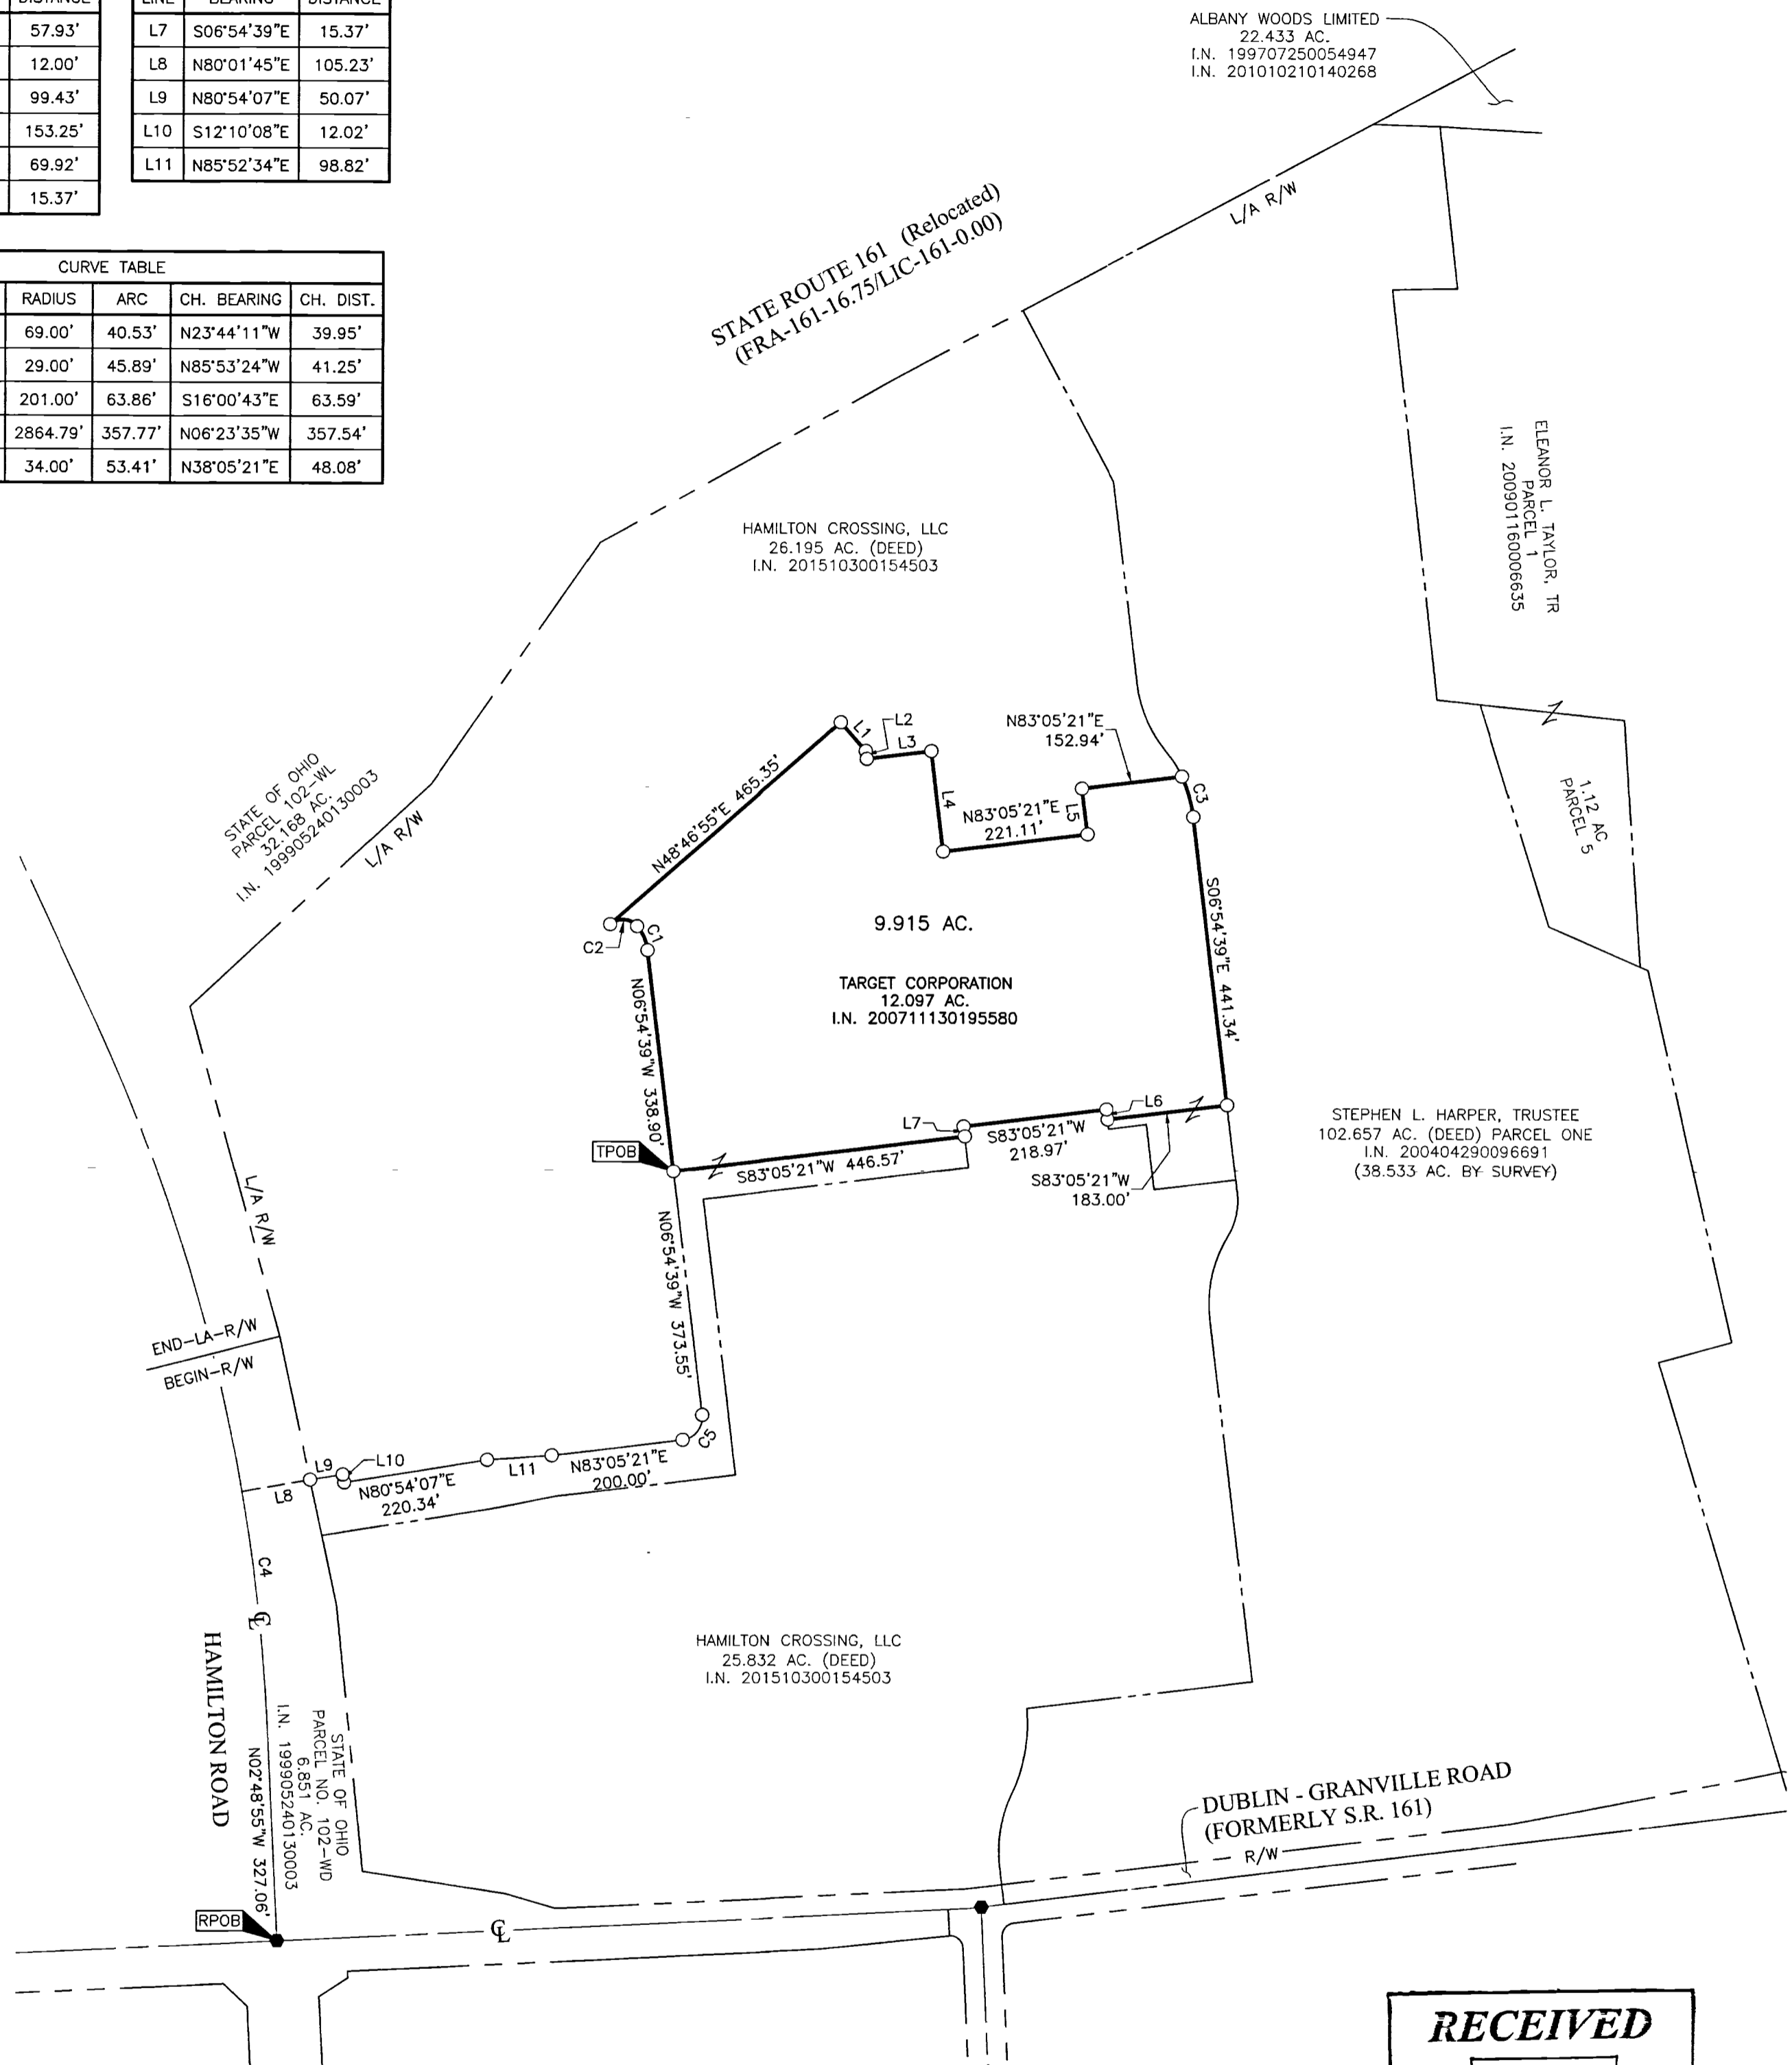 DISTANCE
57.93'
12.00'
99.43'
153.25'
69.92'
15.37'
LINE BEARING DISTANCE
L7 S06°54'39"E 15.37'
L8 N80°01'45"E 105.23'
L9 N80°54'07"E 50.07'
L10 S12°10'08"E 12.02'
L11 N85°52'34"E 98.82'
CURVE TABLE
RADIUS ARC CH. BEARING CH. DIST.
69.00' 40.53' N23°44'11"W 39.95'
29.00' 45.89' N85°53'24"W 41.25'
201.00' 63.86' S16°00'43"E 63.59'
2864.79' 357.77' N06°23'35"W 357.54'
34.00' 53.41' N38°05'21"E 48.08'
ALBANY WOODS LIMITED
22.433 AC.
I.N. 199707250054947
I.N. 201010210140268
L/A R/W
STATE ROUTE 161 (Relocated)
(FRA-161-16.75/LIC-161-0.00)
ELEANOR L. TAYLOR, TR
PARCEL 1
I.N. 200901160006635
HAMILTON CROSSING, LLC
26.195 AC. (DEED)
I.N. 201510300154503
STATE OF OHIO
PARCEL 102-WL
32.168 AC.
I.N. 199905240130003
L/A R/W
L1
L2
L3
N83°05'21"E
152.94'
C3
L4
L5
N83°05'21"E
221.11'
N48°46'55"E 465.35'
1.12 AC
PARCEL 5
C2
C1
9.915 AC.
TARGET CORPORATION
12.097 AC.
I.N. 200711130195580
N06°54'39"W 338.90'
S06°54'39"E 441.34'
L6
L7
S83°05'21"W
218.97'
TPOB
S83°05'21"W 446.57'
S83°05'21"W
183.00'
STEPHEN L. HARPER, TRUSTEE
102.657 AC. (DEED) PARCEL ONE
I.N. 200404290096691
(38.533 AC. BY SURVEY)
L/A R/W
N06°54'39"W 373.55'
END-LA-R/W
BEGIN-R/W
C5
L9
L10
L8
N80°54'07"E
220.34'
L11
N83°05'21"E
200.00'
C4
℄
HAMILTON CROSSING, LLC
25.832 AC. (DEED)
I.N. 201510300154503
HAMILTON ROAD
N02°48'55"W 327.06'
STATE OF OHIO
PARCEL NO. 102-WD
6.851 AC.
I.N. 199905240130003
DUBLIN - GRANVILLE ROAD
(FORMERLY S.R. 161)
R/W
RPOB
℄
RECEIVED